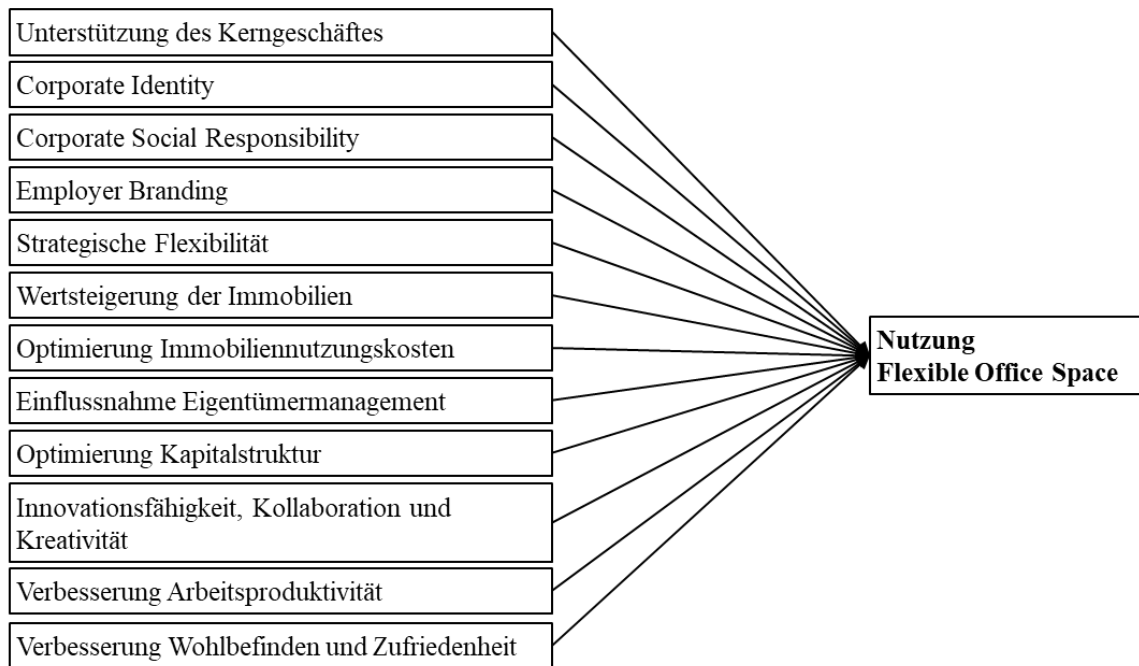 Unterstützung des Kerngeschäftes
Corporate Identity
Corporate Social Responsibility
Employer Branding
Strategische Flexibilität
Wertsteigerung der Immobilien
Optimierung Immobiliennutzungskosten
Einflussnahme Eigentümermanagement
Optimierung Kapitalstruktur
Innovationsfähigkeit, Kollaboration und
Kreativität
Verbesserung Arbeitsproduktivität
Verbesserung Wohlbefinden und Zufriedenheit
Nutzung
Flexible Office Space